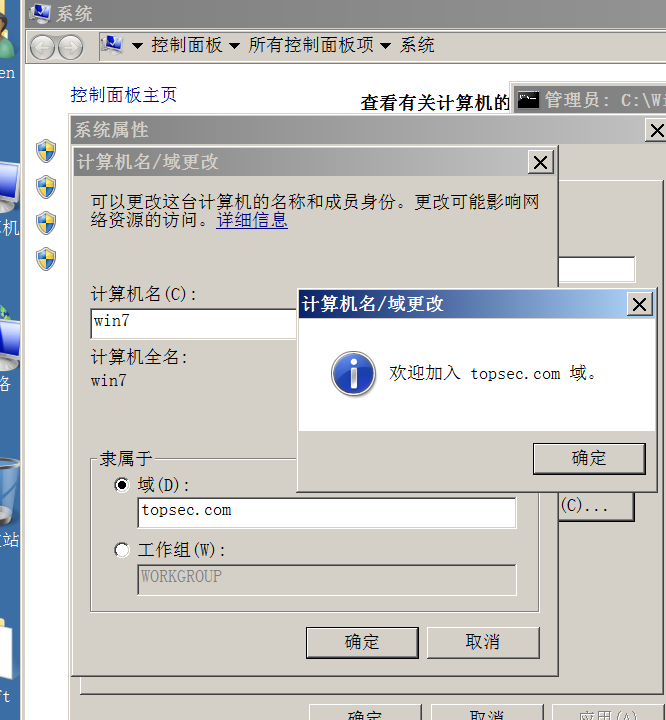 系统
en
控制面板 所有控制面板项 系统
控制面板主页
查看有关计算机的
管理员: C:\Wi
系统属性
计算机名/域更改
可以更改这台计算机的名称和成员身份。更改可能影响网
络资源的访问。详细信息
机
计算机名(C):
win7
计算机名/域更改
计算机全名:
win7
欢迎加入 topsec.com 域。
络
确定
隶属于
域(D):
topsec.com
(C)...
站
工作组(W):
WORKGROUP
确定 取消
ft
确定 取消 应用(A)